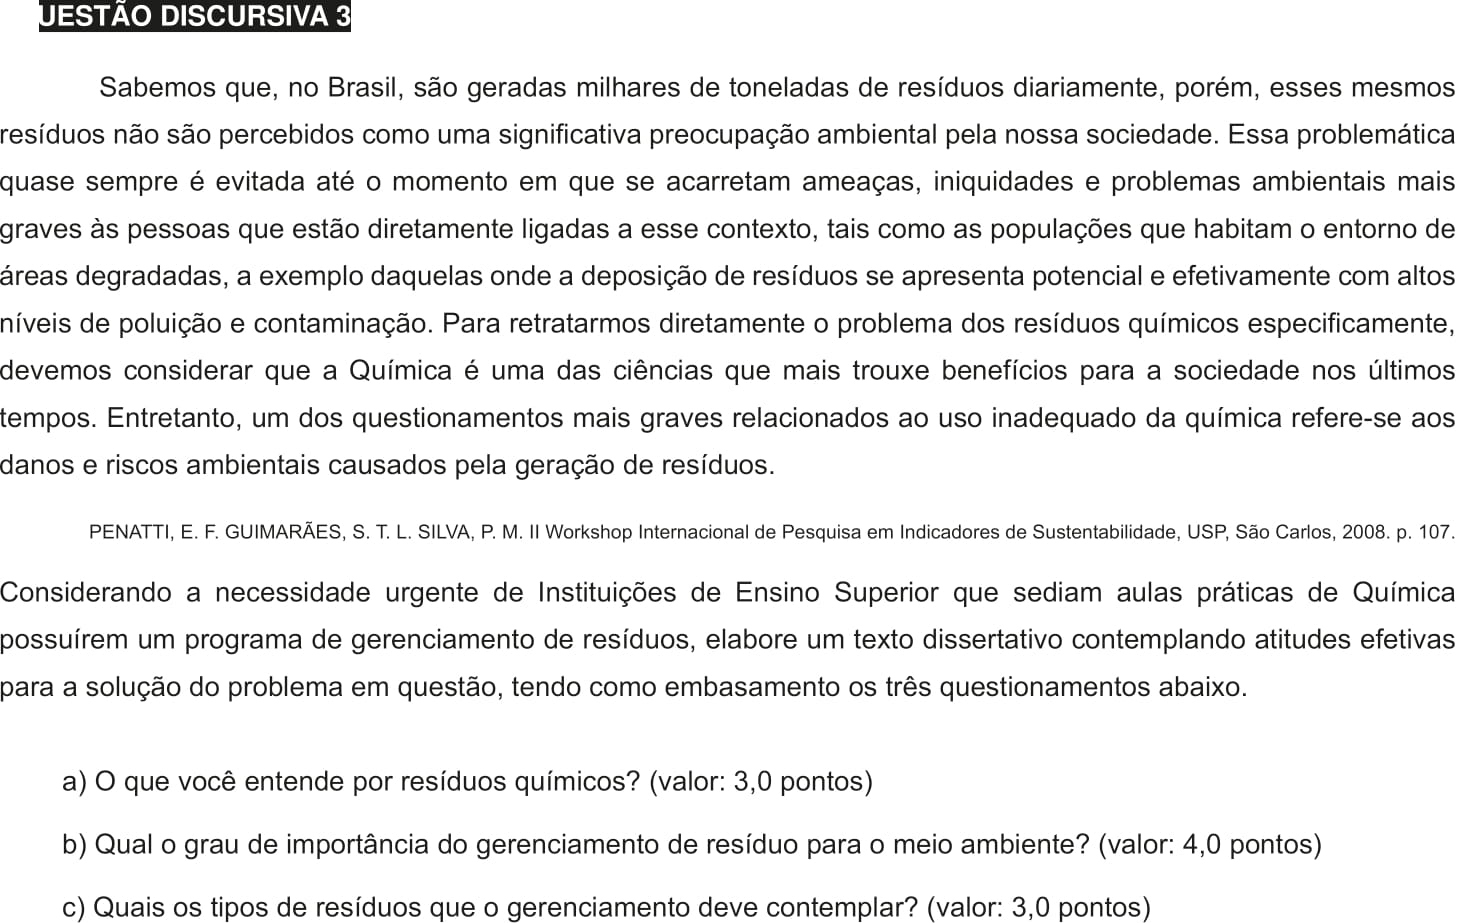 UESTÃO DISCURSIVA 3
Sabemos que, no Brasil, são geradas milhares de toneladas de resíduos diariamente, porém, esses mesmos
resíduos não são percebidos como uma significativa preocupação ambiental pela nossa sociedade. Essa problemática
quase sempre é evitada até o momento em que se acarretam ameaças, iniquidades e problemas ambientais mais
graves às pessoas que estão diretamente ligadas a esse contexto, tais como as populações que habitam o entorno de
áreas degradadas, a exemplo daquelas onde a deposição de resíduos se apresenta potencial e efetivamente com altos
níveis de poluição e contaminação. Para retratarmos diretamente o problema dos resíduos químicos especificamente,
devemos considerar que a Química é uma das ciências que mais trouxe benefícios para a sociedade nos últimos
tempos. Entretanto, um dos questionamentos mais graves relacionados ao uso inadequado da química refere-se aos
danos e riscos ambientais causados pela geração de resíduos.
PENATTI, E. F. GUIMARÃES, S. T. L. SILVA, P. M. II Workshop Internacional de Pesquisa em Indicadores de Sustentabilidade, USP, São Carlos, 2008. p. 107.
Considerando a necessidade urgente de Instituições de Ensino Superior que sediam aulas práticas de Química
possuírem um programa de gerenciamento de resíduos, elabore um texto dissertativo contemplando atitudes efetivas
para a solução do problema em questão, tendo como embasamento os três questionamentos abaixo.
a) O que você entende por resíduos químicos? (valor: 3,0 pontos)
b) Qual o grau de importância do gerenciamento de resíduo para o meio ambiente? (valor: 4,0 pontos)
c) Quais os tipos de resíduos que o gerenciamento deve contemplar? (valor: 3,0 pontos)